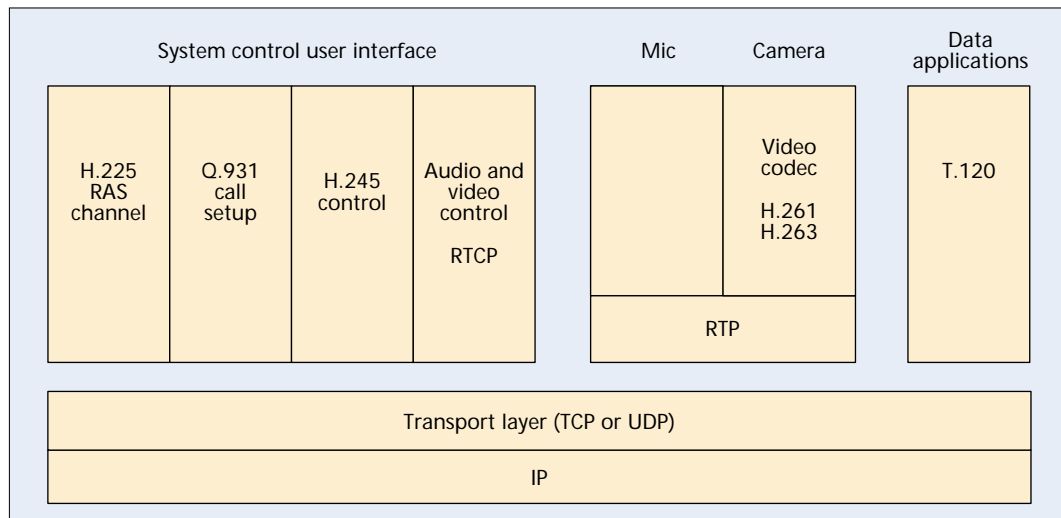 System control user interface
Mic
Camera
Data
applications
H.225
RAS
channel
Q.931
call
setup
H.245
control
Audio and
video
control
RTCP
Video
codec
H.261
H.263
RTP
T.120
Transport layer (TCP or UDP)
IP